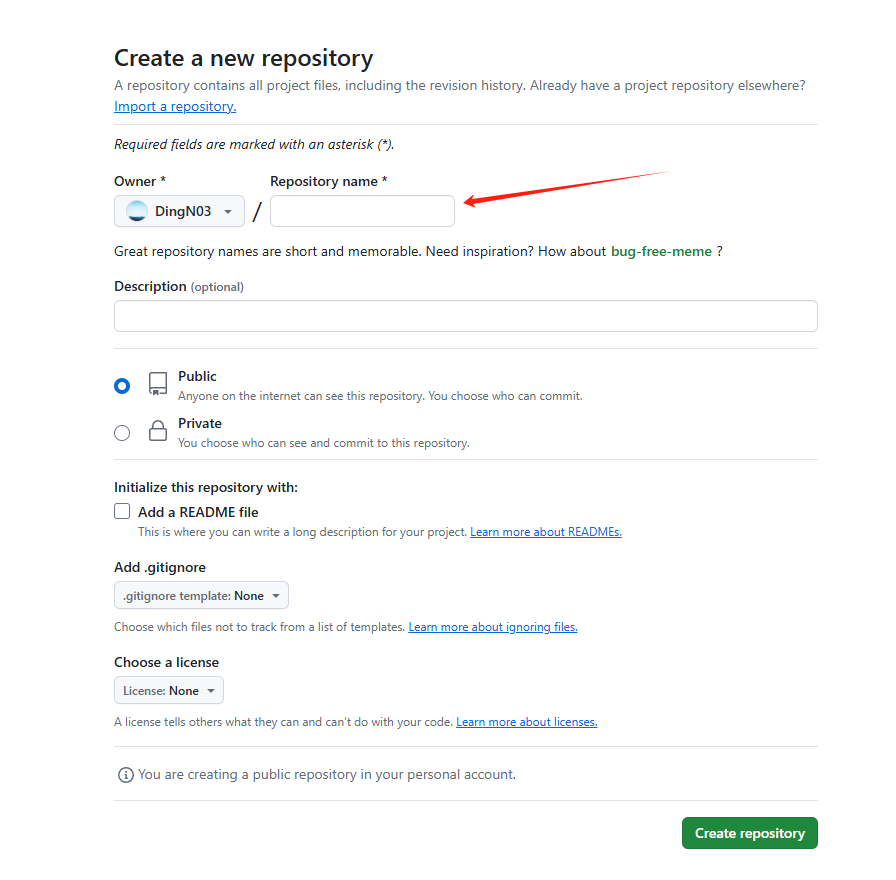 Create a new repository
A repository contains all project files, including the revision history. Already have a project repository elsewhere?
Import a repository.
Required fields are marked with an asterisk (*).
Owner * Repository name *
DingN03 /
Great repository names are short and memorable. Need inspiration? How about bug-free-meme ?
Description (optional)
Public
Anyone on the internet can see this repository. You choose who can commit.
Private
You choose who can see and commit to this repository.
Initialize this repository with:
Add a README file
This is where you can write a long description for your project. Learn more about READMEs.
Add .gitignore
.gitignore template: None
Choose which files not to track from a list of templates. Learn more about ignoring files.
Choose a license
License: None
A license tells others what they can and can't do with your code. Learn more about licenses.
You are creating a public repository in your personal account.
Create repository